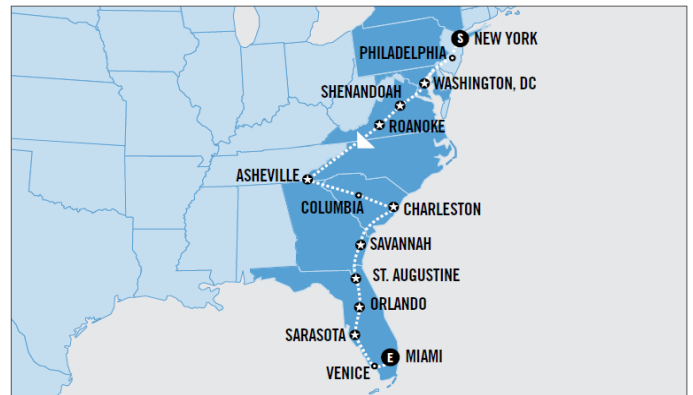 S NEW YORK
PHILADELPHIA
WASHINGTON, DC
SHENANDOAH
ROANOKE
ASHEVILLE
COLUMBIA
CHARLESTON
SAVANNAH
ST. AUGUSTINE
ORLANDO
SARASOTA
E MIAMI
VENICE